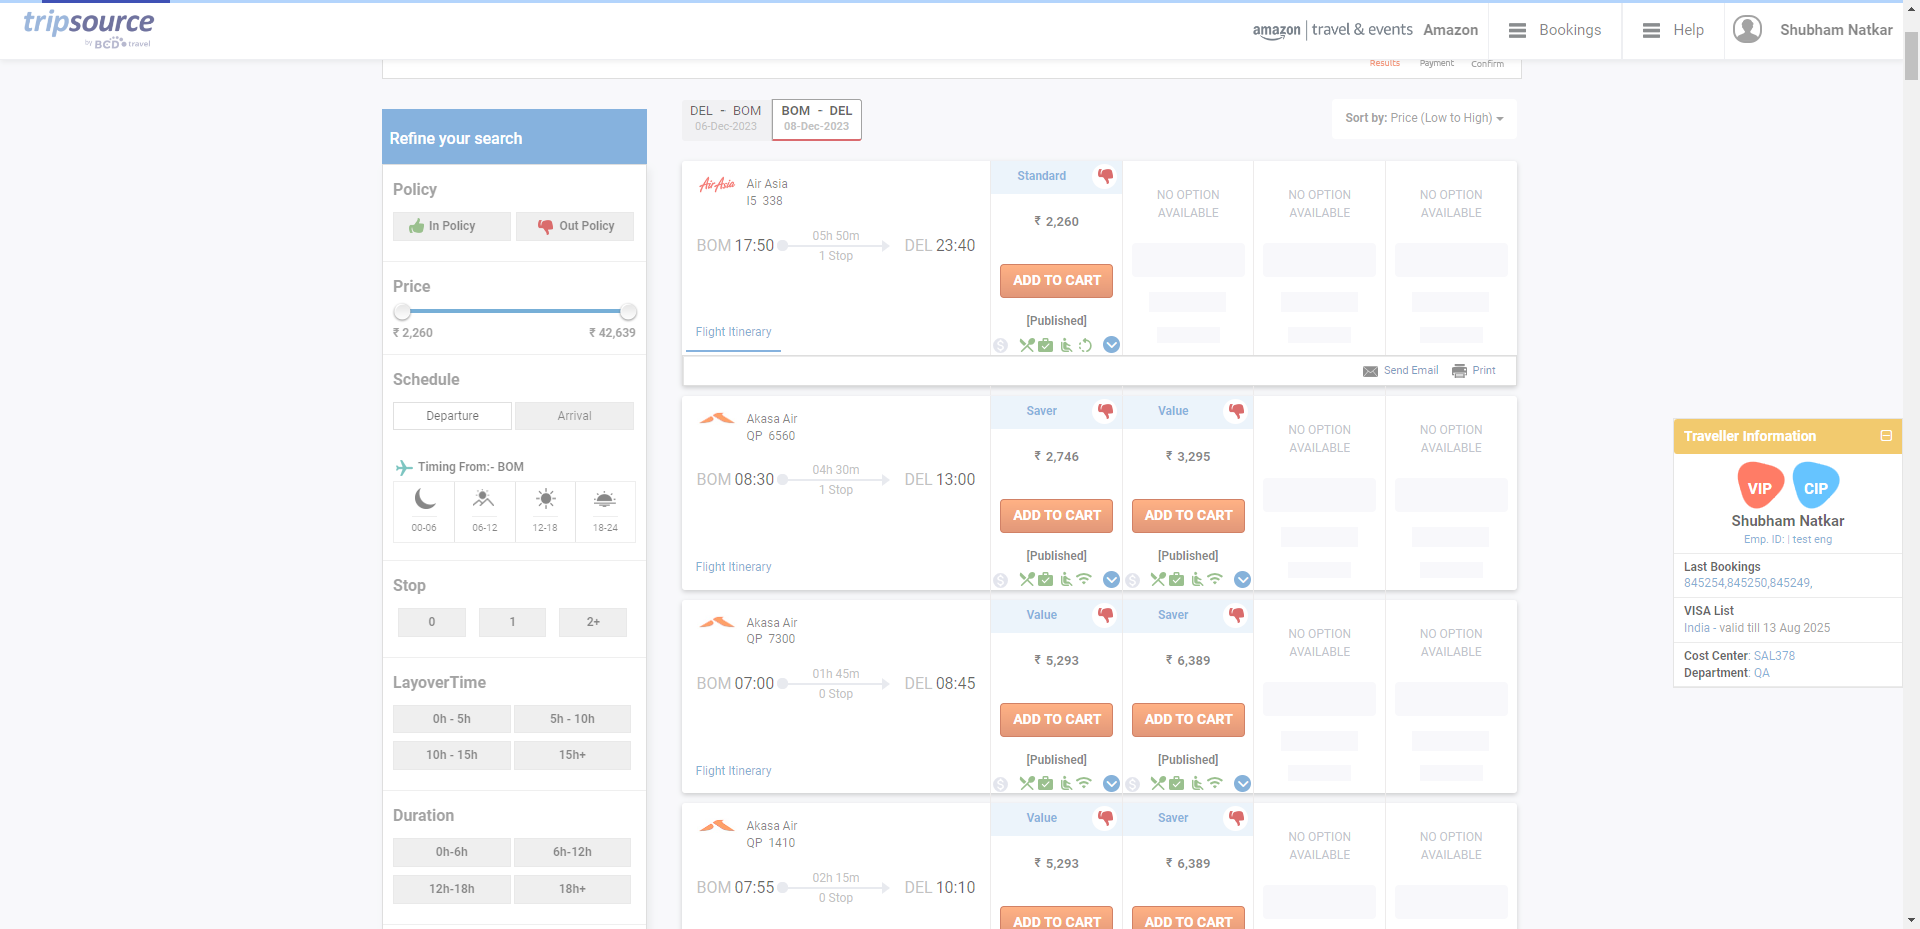 tripsource
by BCD travel
amazon | travel & events Amazon
Bookings
Help
Shubham Natkar
Results
Payment
Confirm
Refine your search
Policy
In Policy
Out Policy
Price
₹ 2,260
₹ 42,639
Schedule
Departure
Arrival
Timing From:- BOM
00-06
06-12
12-18
18-24
Stop
0
1
2+
LayoverTime
0h - 5h
5h - 10h
10h - 15h
15h+
Duration
0h-6h
6h-12h
12h-18h
18h+
DEL - BOM
06-Dec-2023
BOM - DEL
08-Dec-2023
Sort by: Price (Low to High)
AirAsia
Air Asia
I5 338
BOM 17:50
05h 50m
1 Stop
DEL 23:40
Flight Itinerary
Standard
₹ 2,260
ADD TO CART
[Published]
NO OPTION
AVAILABLE
NO OPTION
AVAILABLE
NO OPTION
AVAILABLE
Send Email
Print
Akasa Air
QP 6560
BOM 08:30
04h 30m
1 Stop
DEL 13:00
Flight Itinerary
Saver
₹ 2,746
ADD TO CART
[Published]
Value
₹ 3,295
ADD TO CART
[Published]
NO OPTION
AVAILABLE
NO OPTION
AVAILABLE
Akasa Air
QP 7300
BOM 07:00
01h 45m
0 Stop
DEL 08:45
Flight Itinerary
Value
₹ 5,293
ADD TO CART
[Published]
Saver
₹ 6,389
ADD TO CART
[Published]
NO OPTION
AVAILABLE
NO OPTION
AVAILABLE
Akasa Air
QP 1410
BOM 07:55
02h 15m
0 Stop
DEL 10:10
Value
₹ 5,293
ADD TO CART
Saver
₹ 6,389
ADD TO CART
NO OPTION
AVAILABLE
NO OPTION
AVAILABLE
Traveller Information
VIP
CIP
Shubham Natkar
Emp. ID: | test eng
Last Bookings
845254,845250,845249,
VISA List
India - valid till 13 Aug 2025
Cost Center: SAL378
Department: QA